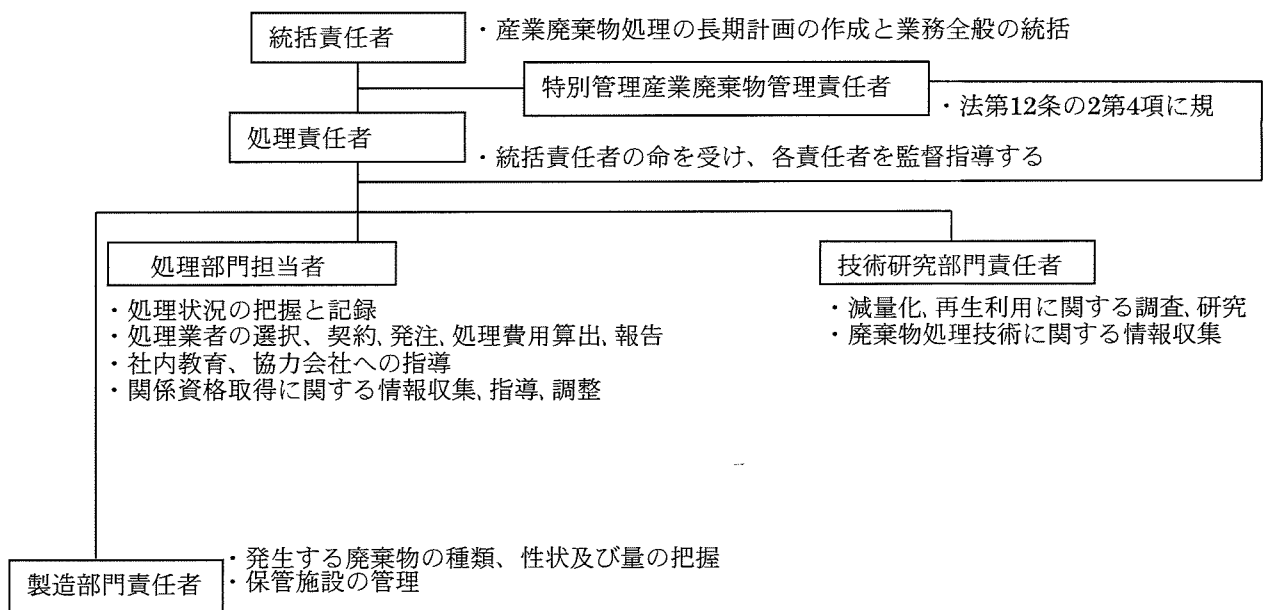 統括責任者
・産業廃棄物処理の長期計画の作成と業務全般の統括
特別管理産業廃棄物管理責任者
・法第12条の2第4項に規
処理責任者
・統括責任者の命を受け、各責任者を監督指導する
処理部門担当者
・処理状況の把握と記録
・処理業者の選択、契約,発注,処理費用算出,報告
・社内教育、協力会社への指導
・関係資格取得に関する情報収集,指導,調整
技術研究部門責任者
・減量化,再生利用に関する調査,研究
・廃棄物処理技術に関する情報収集
製造部門責任者
・発生する廃棄物の種類、性状及び量の把握
・保管施設の管理